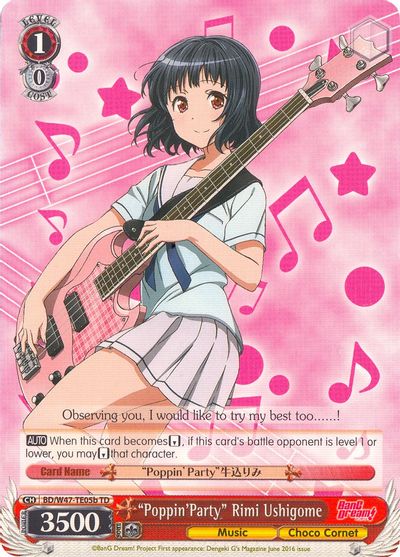 LEVEL
1
0
COST
Observing you, I would like to try my best too......!
AUTO When this card becomes [▼], if this card's battle opponent is level 1 or
lower, you may [▼] that character.
Card Name "Poppin'Party"牛込りみ
CH BD/W47-TE05b TD
3500
"Poppin'Party" Rimi Ushigome
BanG Dream!
Music Choco Cornet
©BanG Dream! Project First appearance: Dengeki G's Magazine June 2016 issue